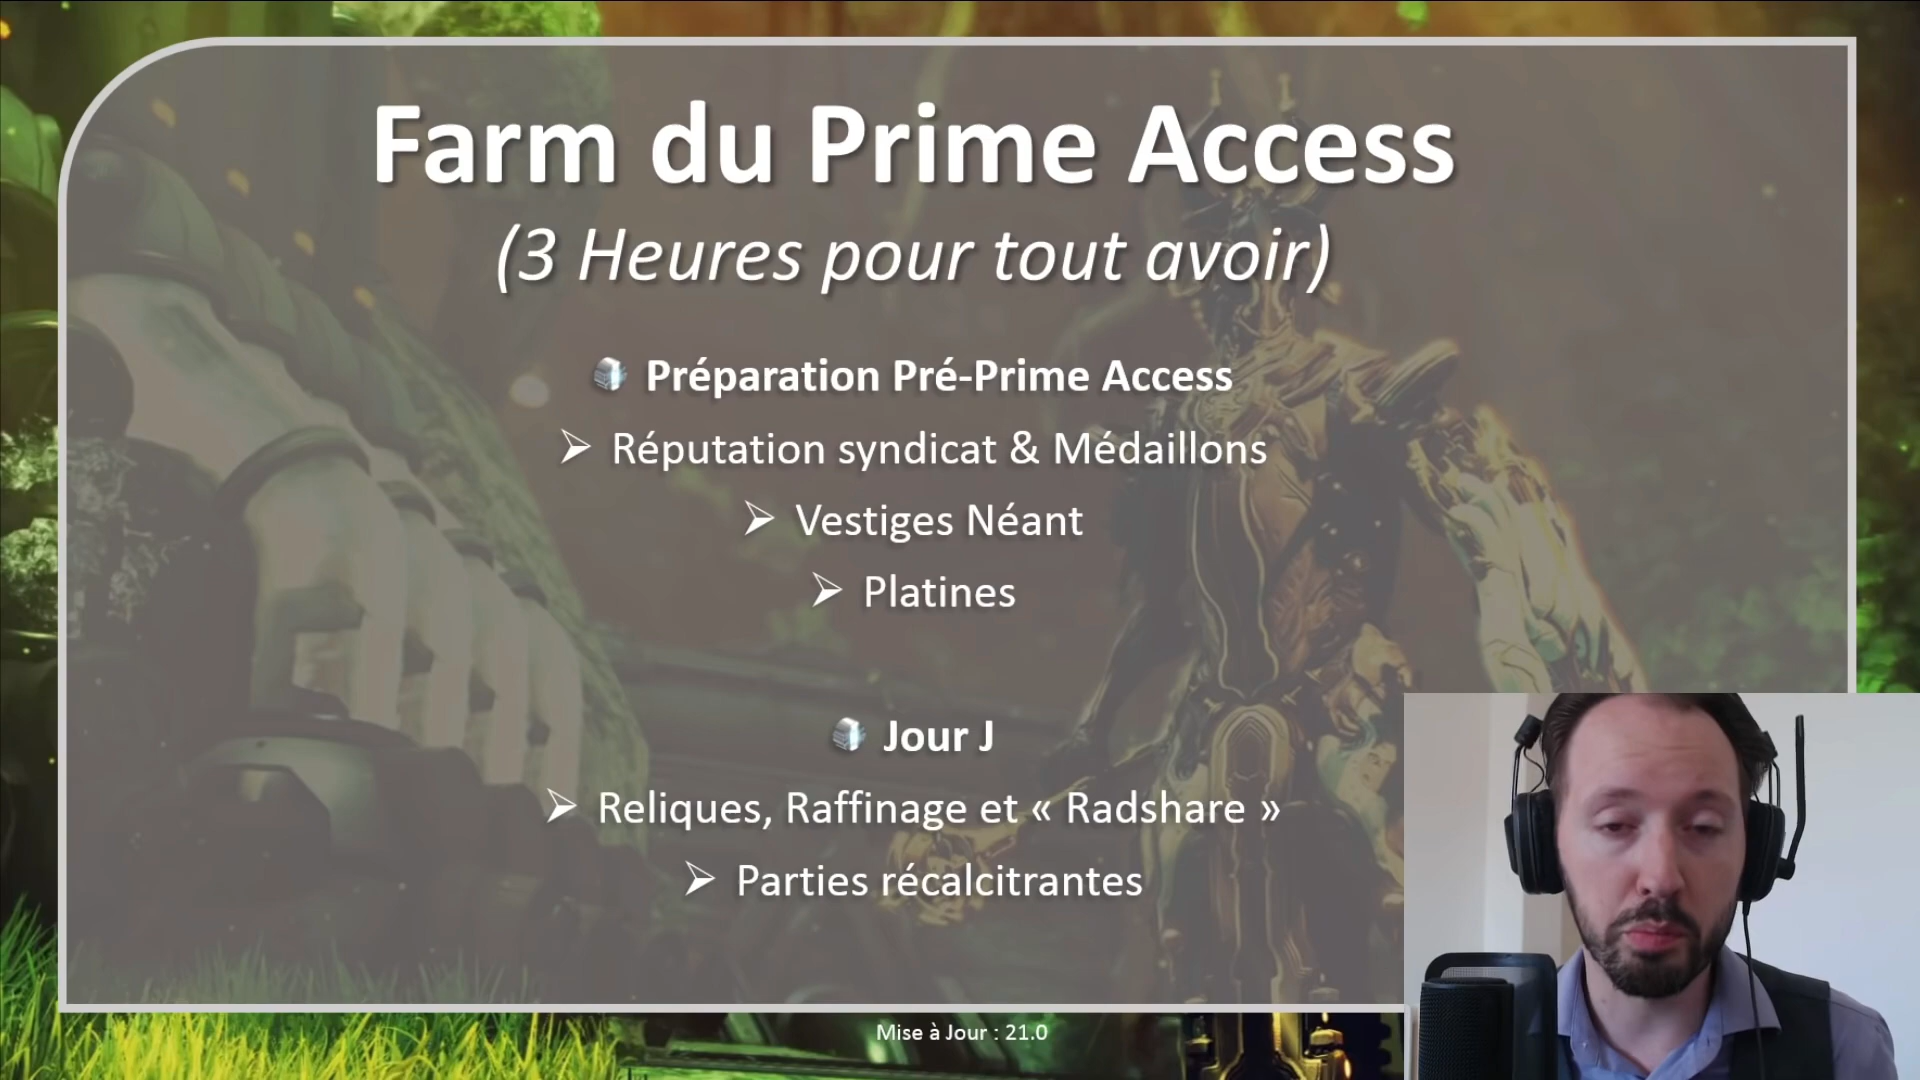 Farm du Prime Access
(3 Heures pour tout avoir)
Préparation Pré-Prime Access
Réputation syndicat & Médaillons
Vestiges Néant
Platines
Jour J
Reliques, Raffinage et « Radshare »
Parties récalcitrantes
Mise à Jour : 21.0